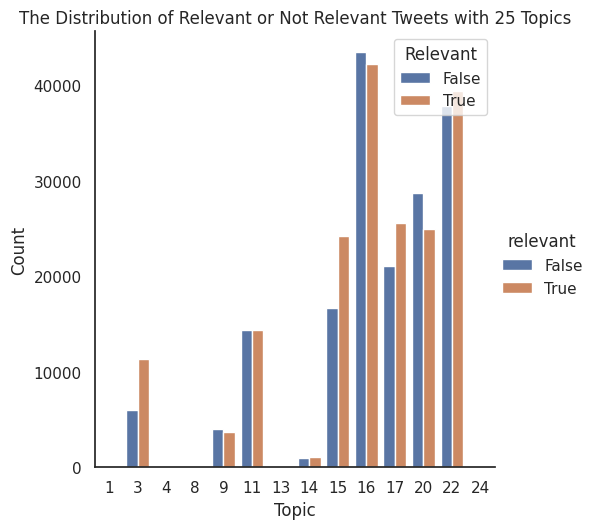 The Distribution of Relevant or Not Relevant Tweets with 25 Topics
Relevant
False
True
40000
30000
20000
10000
0
Count
relevant
False
True
1 3 4 8 9 11 13 14 15 16 17 20 22 24
Topic